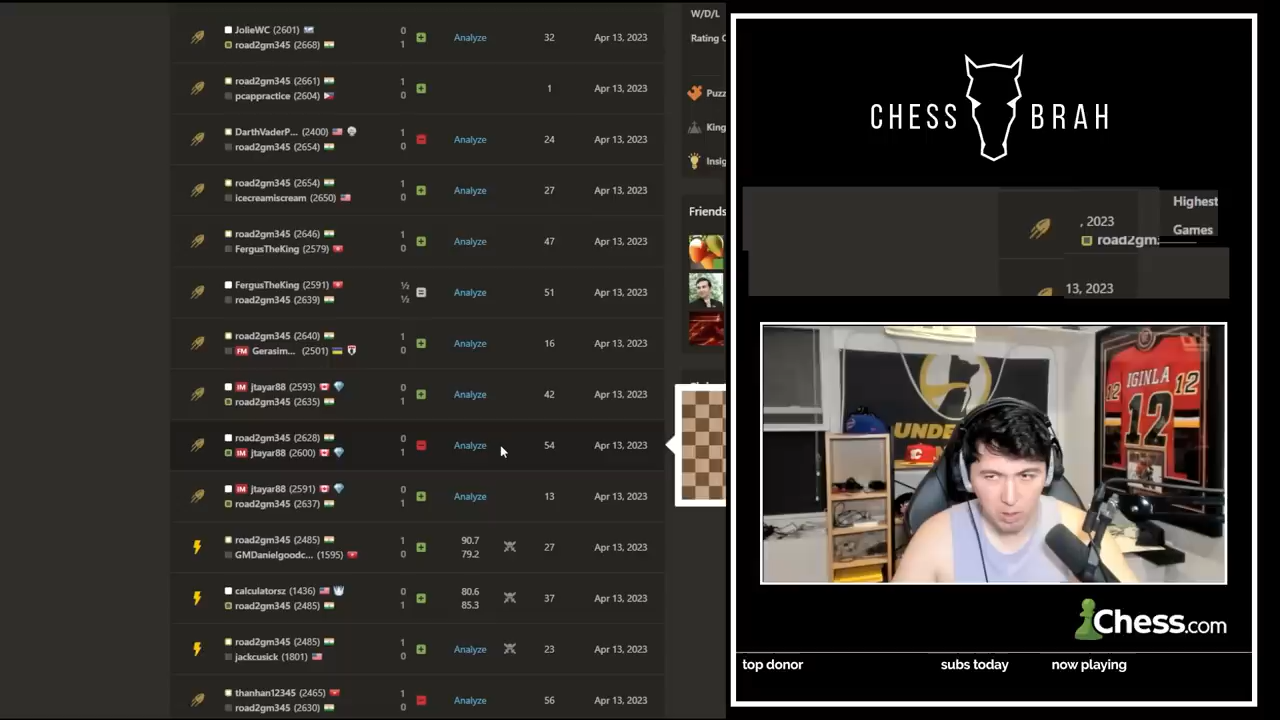 JolieWC (2601)
road2gm345 (2668)
0
1
Analyze
32
Apr 13, 2023
road2gm345 (2661)
pcappractice (2604)
1
0
1
Apr 13, 2023
DarthVaderP... (2400)
road2gm345 (2654)
1
0
Analyze
24
Apr 13, 2023
road2gm345 (2654)
icecreamiscream (2650)
1
0
Analyze
27
Apr 13, 2023
road2gm345 (2646)
FergusTheKing (2579)
1
0
Analyze
47
Apr 13, 2023
FergusTheKing (2591)
road2gm345 (2639)
½
½
Analyze
51
Apr 13, 2023
road2gm345 (2640)
FM Gerasim... (2501)
1
0
Analyze
16
Apr 13, 2023
IM jtayar88 (2593)
road2gm345 (2635)
0
1
Analyze
42
Apr 13, 2023
road2gm345 (2628)
IM jtayar88 (2600)
0
1
Analyze
54
Apr 13, 2023
IM jtayar88 (2591)
road2gm345 (2637)
0
1
Analyze
13
Apr 13, 2023
road2gm345 (2485)
GMDanielgoodc... (1595)
1
0
90.7
79.2
27
Apr 13, 2023
calculatorsz (1436)
road2gm345 (2485)
0
1
80.6
85.3
37
Apr 13, 2023
road2gm345 (2485)
jackcusick (1801)
1
0
Analyze
23
Apr 13, 2023
thanhan12345 (2465)
road2gm345 (2630)
1
0
Analyze
56
Apr 13, 2023
W/D/L
Rating C
Puzz
King
Insig
Friends
CHESS BRAH
Highest
Games
, 2023
road2gm
13, 2023
UNDE
IGINLA
12 12
12
Chess.com
top donor
subs today
now playing